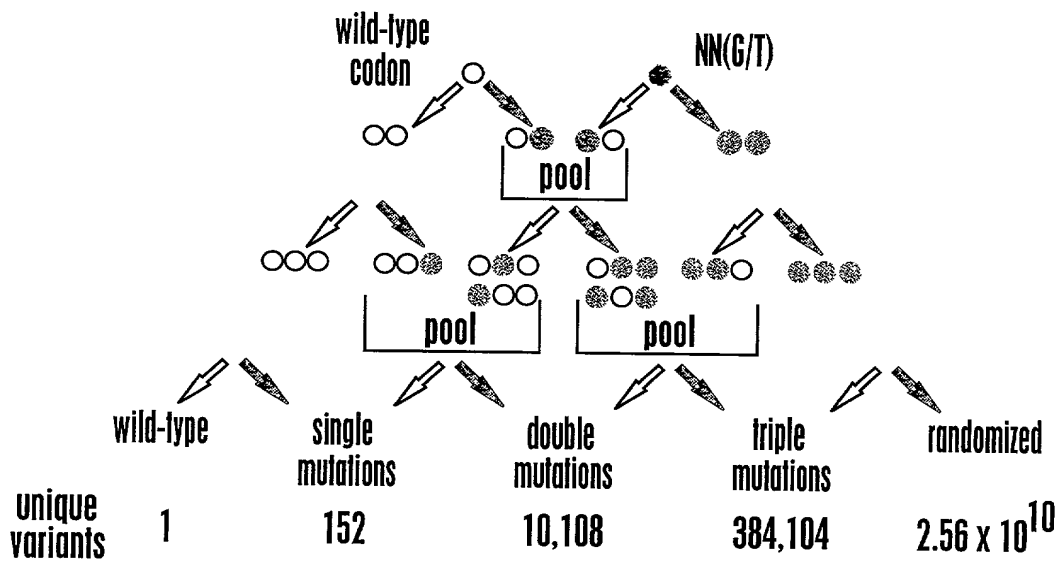 wild-type
codon
NN(G/T)
pool
pool
pool
wild-type
single
mutations
double
mutations
triple
mutations
randomized
unique
variants
1
152
10,108
384,104
2.56 x 10^10